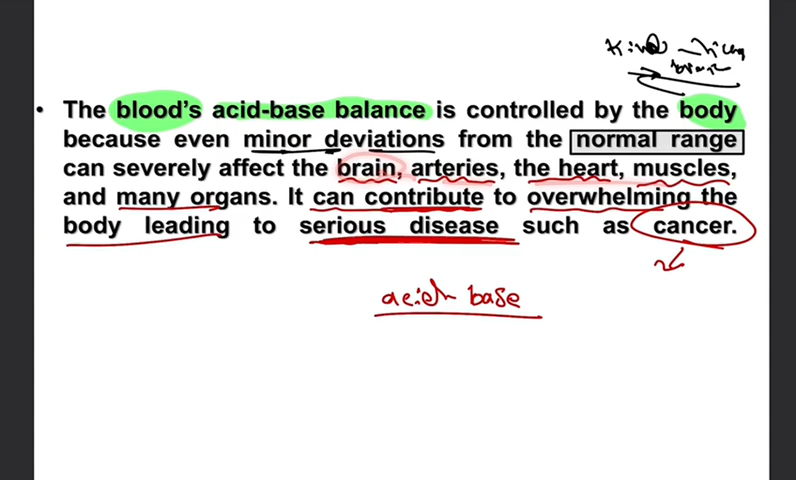 • The blood's acid-base balance is controlled by the body
because even minor deviations from the normal range
can severely affect the brain, arteries, the heart, muscles,
and many organs. It can contribute to overwhelming the
body leading to serious disease such as cancer.
acid base